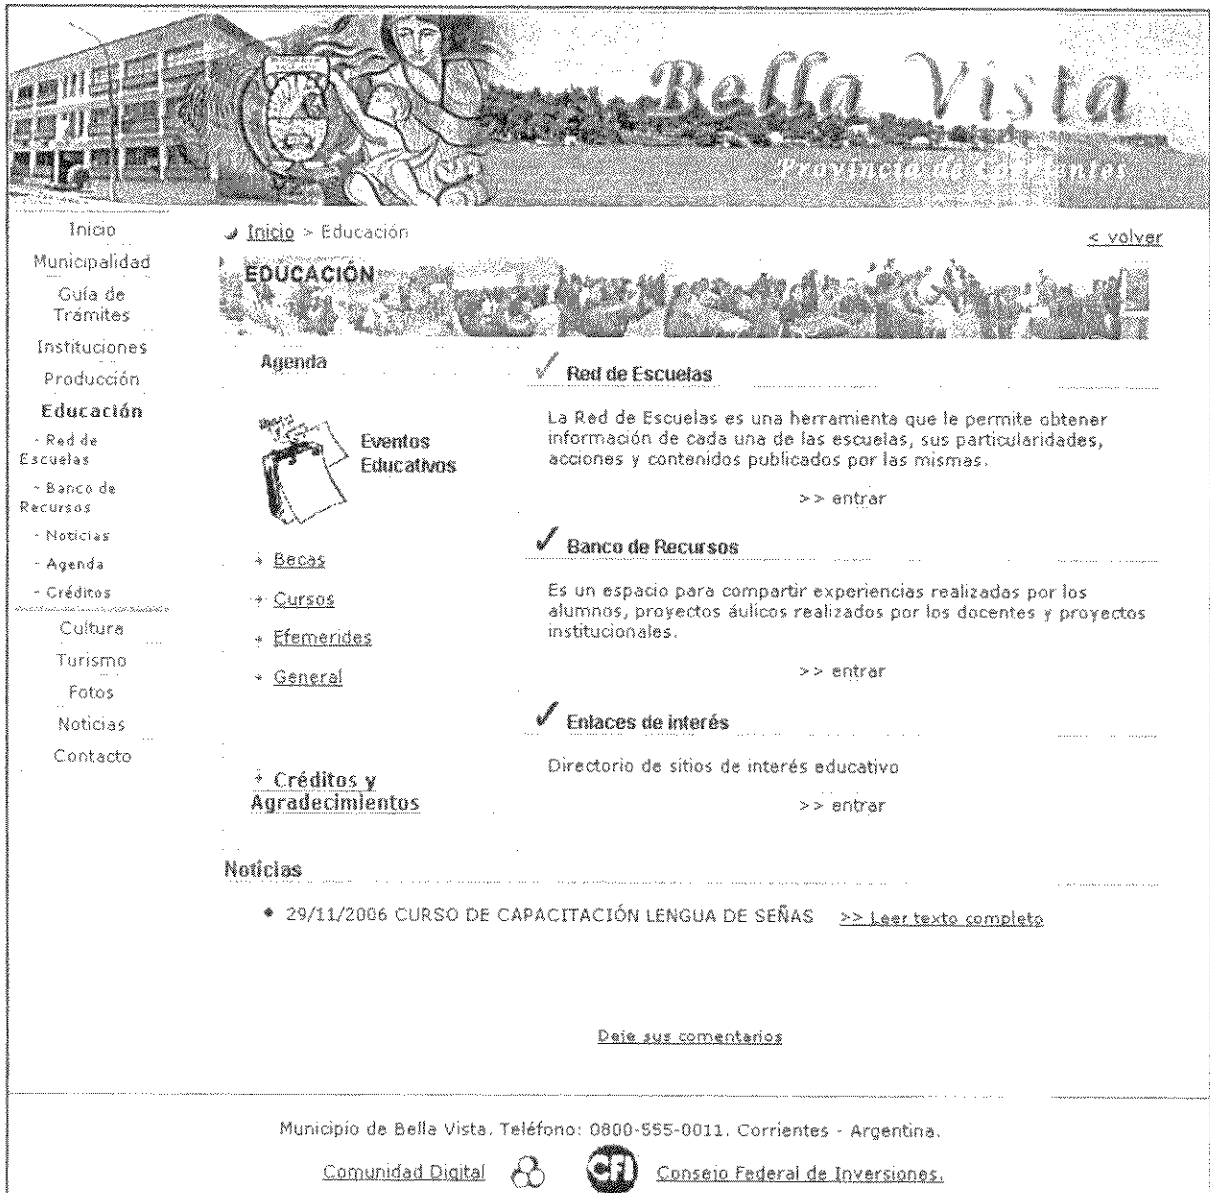 Bella Vista
Provincia de Corrientes
Inicio
Municipalidad
Guía de
Trámites
Instituciones
Producción
Educación
- Red de
Escuelas
- Banco de
Recursos
- Noticias
- Agenda
- Créditos
Cultura
Turismo
Fotos
Noticias
Contacto
Inicio > Educación
< volver
EDUCACIÓN
Agenda
Eventos
Educativos
Becas
Cursos
Efemerides
General
Créditos y
Agradecimientos
Red de Escuelas
La Red de Escuelas es una herramienta que le permite obtener
información de cada una de las escuelas, sus particularidades,
acciones y contenidos publicados por las mismas.
>> entrar
Banco de Recursos
Es un espacio para compartir experiencias realizadas por los
alumnos, proyectos áulicos realizados por los docentes y proyectos
institucionales.
>> entrar
Enlaces de interés
Directorio de sitios de interés educativo
>> entrar
Noticias
• 29/11/2006 CURSO DE CAPACITACIÓN LENGUA DE SEÑAS >> Leer texto completo
Deje sus comentarios
Municipio de Bella Vista. Teléfono: 0800-555-0011. Corrientes - Argentina.
Comunidad Digital CFI Consejo Federal de Inversiones.